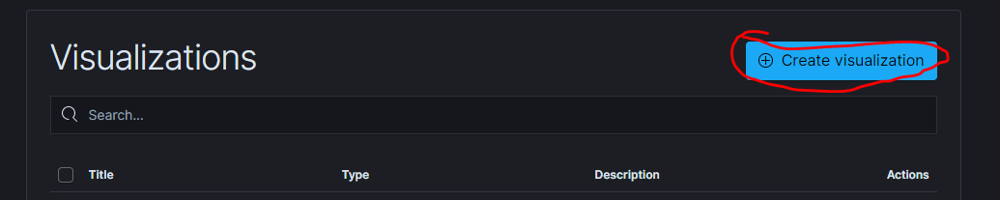 Visualizations
Create visualization
Search...
Title Type Description Actions